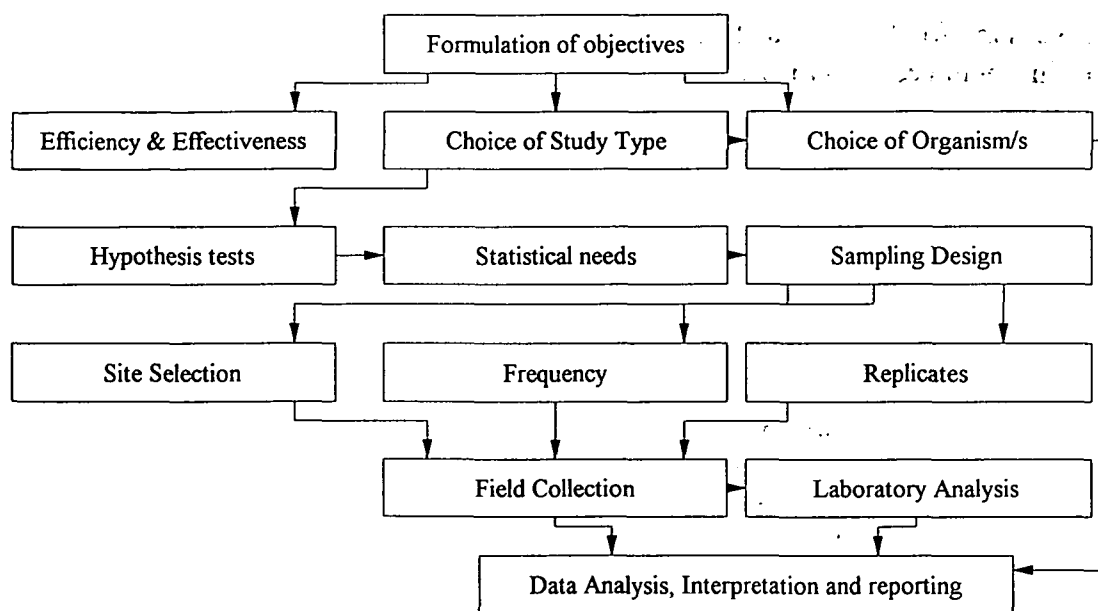 Formulation of objectives
Efficiency & Effectiveness
Choice of Study Type
Choice of Organism/s
Hypothesis tests
Statistical needs
Sampling Design
Site Selection
Frequency
Replicates
Field Collection
Laboratory Analysis
Data Analysis, Interpretation and reporting